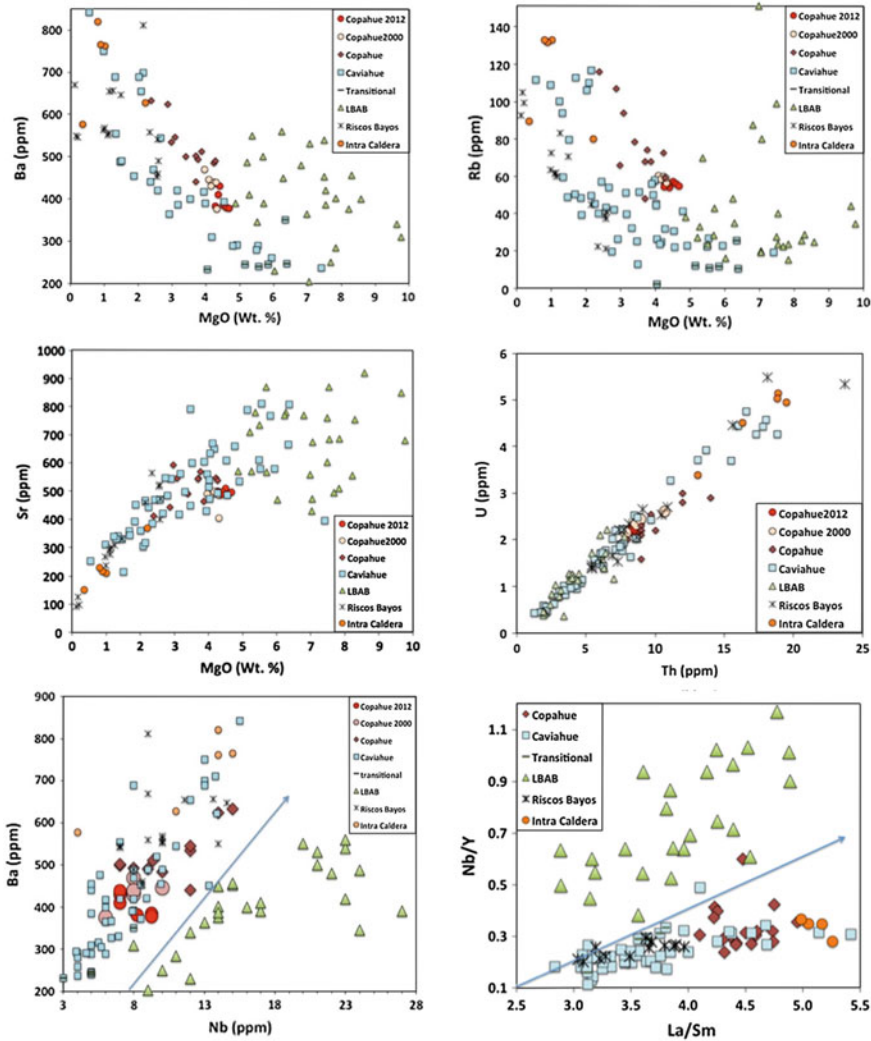 800
700
600
500
400
300
200
Ba (ppm)
0 1 2 3 4 5 6 7 8 9 10
MgO (Wt. %)
Copahue 2012
Copahue2000
Copahue
Caviahue
Transitional
LBAB
Riscos Bayos
Intra Caldera
140
120
100
80
60
40
20
0
Rb (ppm)
0 1 2 3 4 5 6 7 8 9 10
MgO (Wt. %)
Copahue 2012
Copahue2000
Copahue
Caviahue
Transitional
LBAB
Riscos Bayos
Intra Caldera
1000
900
800
700
600
500
400
300
200
100
0
Sr (ppm)
0 1 2 3 4 5 6 7 8 9 10
MgO (Wt. %)
Copahue 2012
Copahue2000
Copahue
Caviahue
LBAB
Riscos Bayos
Intra Caldera
6
5
4
3
2
1
0
U (ppm)
0 5 10 15 20 25
Th (ppm)
Copahue2012
Copahue 2000
Copahue
Caviahue
LBAB
Riscos Bayos
Intra Caldera
900
800
700
600
500
400
300
200
Ba (ppm)
3 8 13 18 23 28
Nb (ppm)
Copahue 2012
Copahue 2000
Copahue
Caviahue
transitional
LBAB
Riscos Bayos
Intra Caldera
1.1
0.9
0.7
0.5
0.3
0.1
Nb/Y
2.5 3.0 3.5 4.0 4.5 5.0 5.5
La/Sm
Copahue
Caviahue
Transitional
LBAB
Riscos Bayos
Intra Caldera